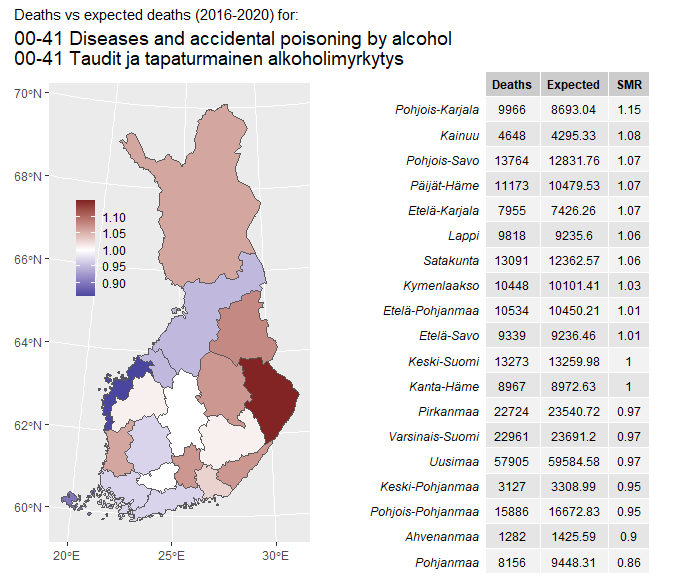 Deaths vs expected deaths (2016-2020) for:
00-41 Diseases and accidental poisoning by alcohol
00-41 Taudit ja tapaturmainen alkoholimyrkytys
70°N
68°N
66°N
64°N
62°N
60°N
20°E 25°E 30°E
1.10
1.05
1.00
0.95
0.90
Deaths Expected SMR
Pohjois-Karjala 9966 8693.04 1.15
Kainuu 4648 4295.33 1.08
Pohjois-Savo 13764 12831.76 1.07
Päijät-Häme 11173 10479.53 1.07
Etelä-Karjala 7955 7426.26 1.07
Lappi 9818 9235.6 1.06
Satakunta 13091 12362.57 1.06
Kymenlaakso 10448 10101.41 1.03
Etelä-Pohjanmaa 10534 10450.21 1.01
Etelä-Savo 9339 9236.46 1.01
Keski-Suomi 13273 13259.98 1
Kanta-Häme 8967 8972.63 1
Pirkanmaa 22724 23540.72 0.97
Varsinais-Suomi 22961 23691.2 0.97
Uusimaa 57905 59584.58 0.97
Keski-Pohjanmaa 3127 3308.99 0.95
Pohjois-Pohjanmaa 15886 16672.83 0.95
Ahvenanmaa 1282 1425.59 0.9
Pohjanmaa 8156 9448.31 0.86